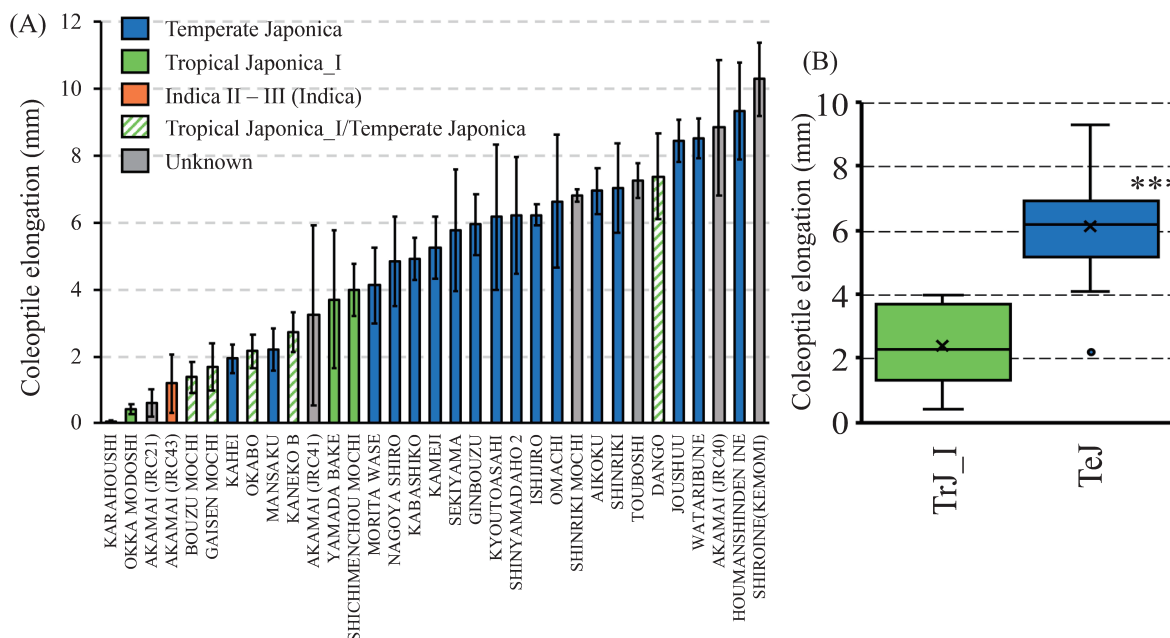 (A)
Coleoptile elongation (mm)
12
10
8
6
4
2
0
Temperate Japonica
Tropical Japonica_I
Indica II – III (Indica)
Tropical Japonica_I/Temperate Japonica
Unknown
KARAHOUSHI
OKKA MODOSHI
AKAMAI (JRC21)
AKAMAI (JRC43)
BOUZU MOCHI
GAISEN MOCHI
KAHEI
OKABO
MANSAKU
KANEKO B
AKAMAI (JRC41)
YAMADA BAKE
SHICHIMENCHOU MOCHI
MORITA WASE
NAGOYA SHIRO
KABASHIKO
KAMEJI
SEKIYAMA
GINBOUZU
KYOUTOASAHI
SHINYAMADAHO 2
ISHIJIRO
OMACHI
SHINRIKI MOCHI
AIKOKU
SHINRIKI
TOUBOSHI
DANGO
JOUSHUU
WATARIBUNE
AKAMAI (JRC40)
HOUMANSHINDEN INE
SHIROINE(KEMOMI)
(B)
Coleoptile elongation (mm)
10
8
6
4
2
0
***
TrJ_I
TeJ